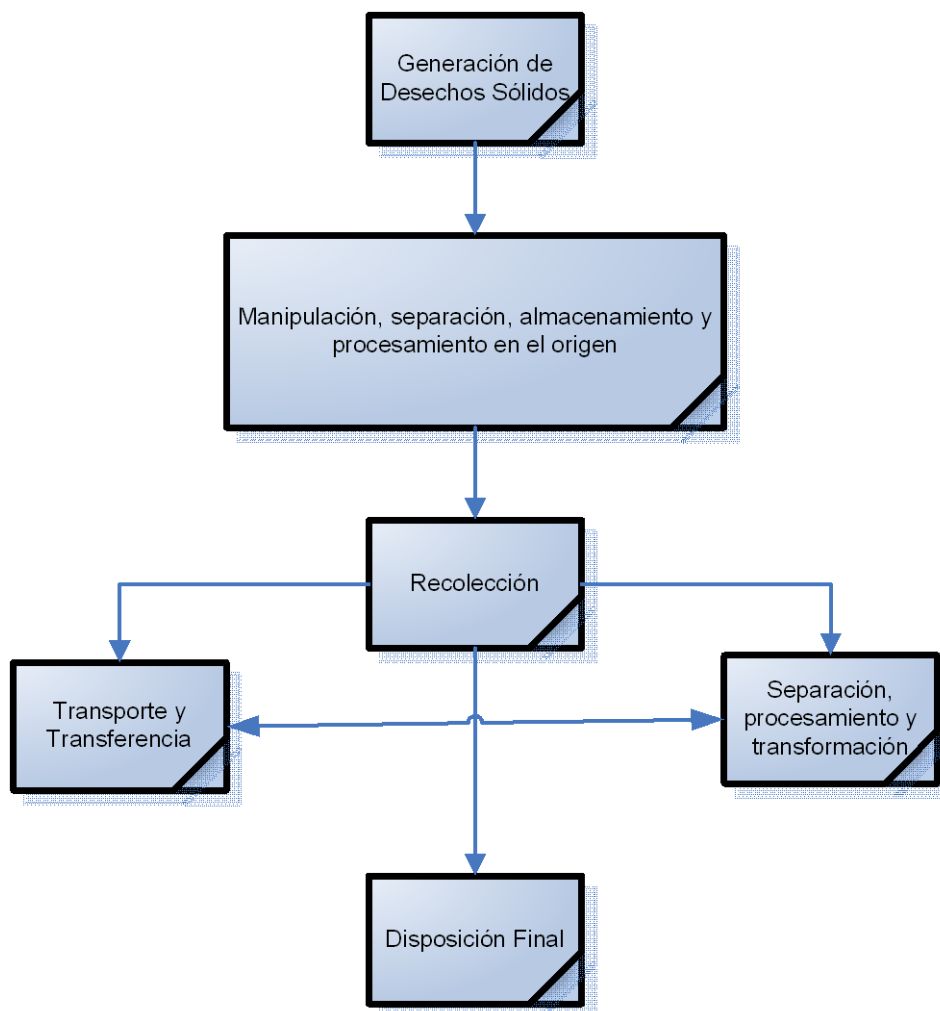 Generación de
Desechos Sólidos
Manipulación, separación, almacenamiento y
procesamiento en el origen
Recolección
Transporte y
Transferencia
Separación,
procesamiento y
transformación
Disposición Final